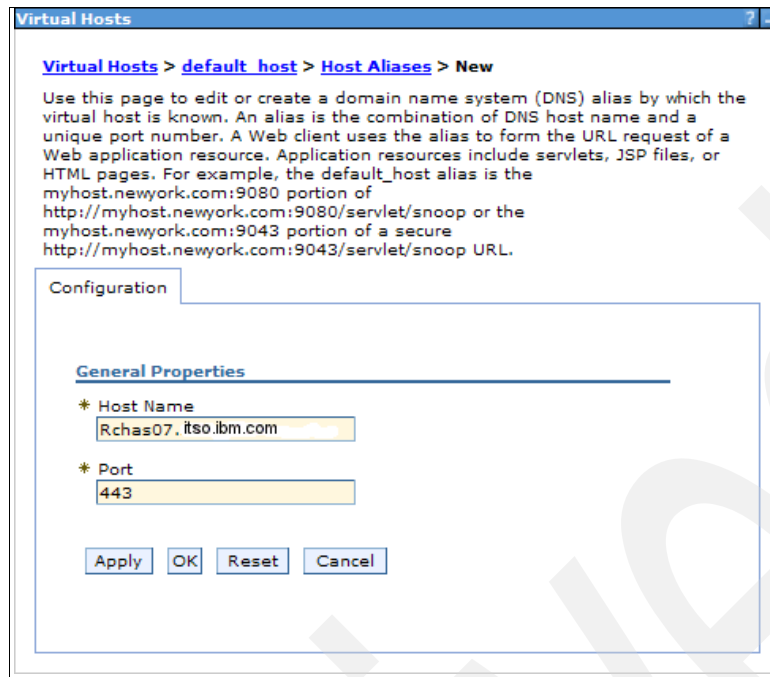 Virtual Hosts ? -
Virtual Hosts > default_host > Host Aliases > New
Use this page to edit or create a domain name system (DNS) alias by which the
virtual host is known. An alias is the combination of DNS host name and a
unique port number. A Web client uses the alias to form the URL request of a
Web application resource. Application resources include servlets, JSP files, or
HTML pages. For example, the default_host alias is the
myhost.newyork.com:9080 portion of
http://myhost.newyork.com:9080/servlet/snoop or the
myhost.newyork.com:9043 portion of a secure
http://myhost.newyork.com:9043/servlet/snoop URL.
Configuration
General Properties
* Host Name
Rchas07.itso.ibm.com
* Port
443
Apply OK Reset Cancel